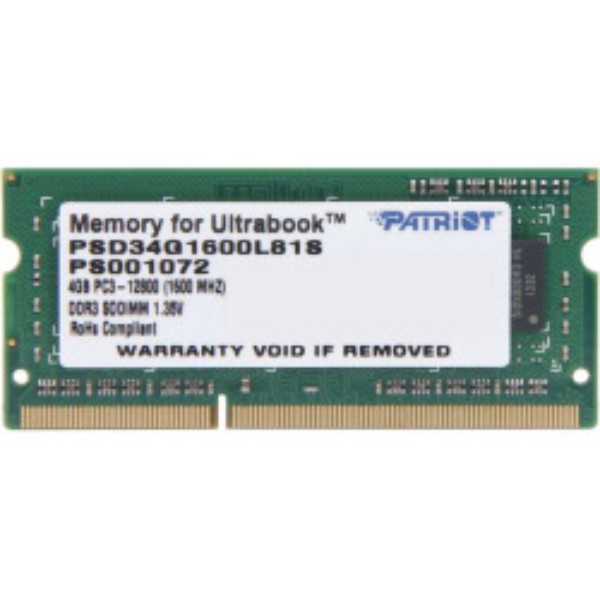 Memory for Ultrabook™
PATRIOT
PSD34G1600L81S
PS001072
4GB PC3-12800 (1600 MHZ)
DDR3 SODIMM 1.35V
RoHs Compliant
WARRANTY VOID IF REMOVED